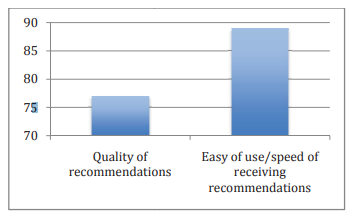 90
85
80
75
70
Quality of
recommendations
Easy of use/speed of
receiving
recommendations